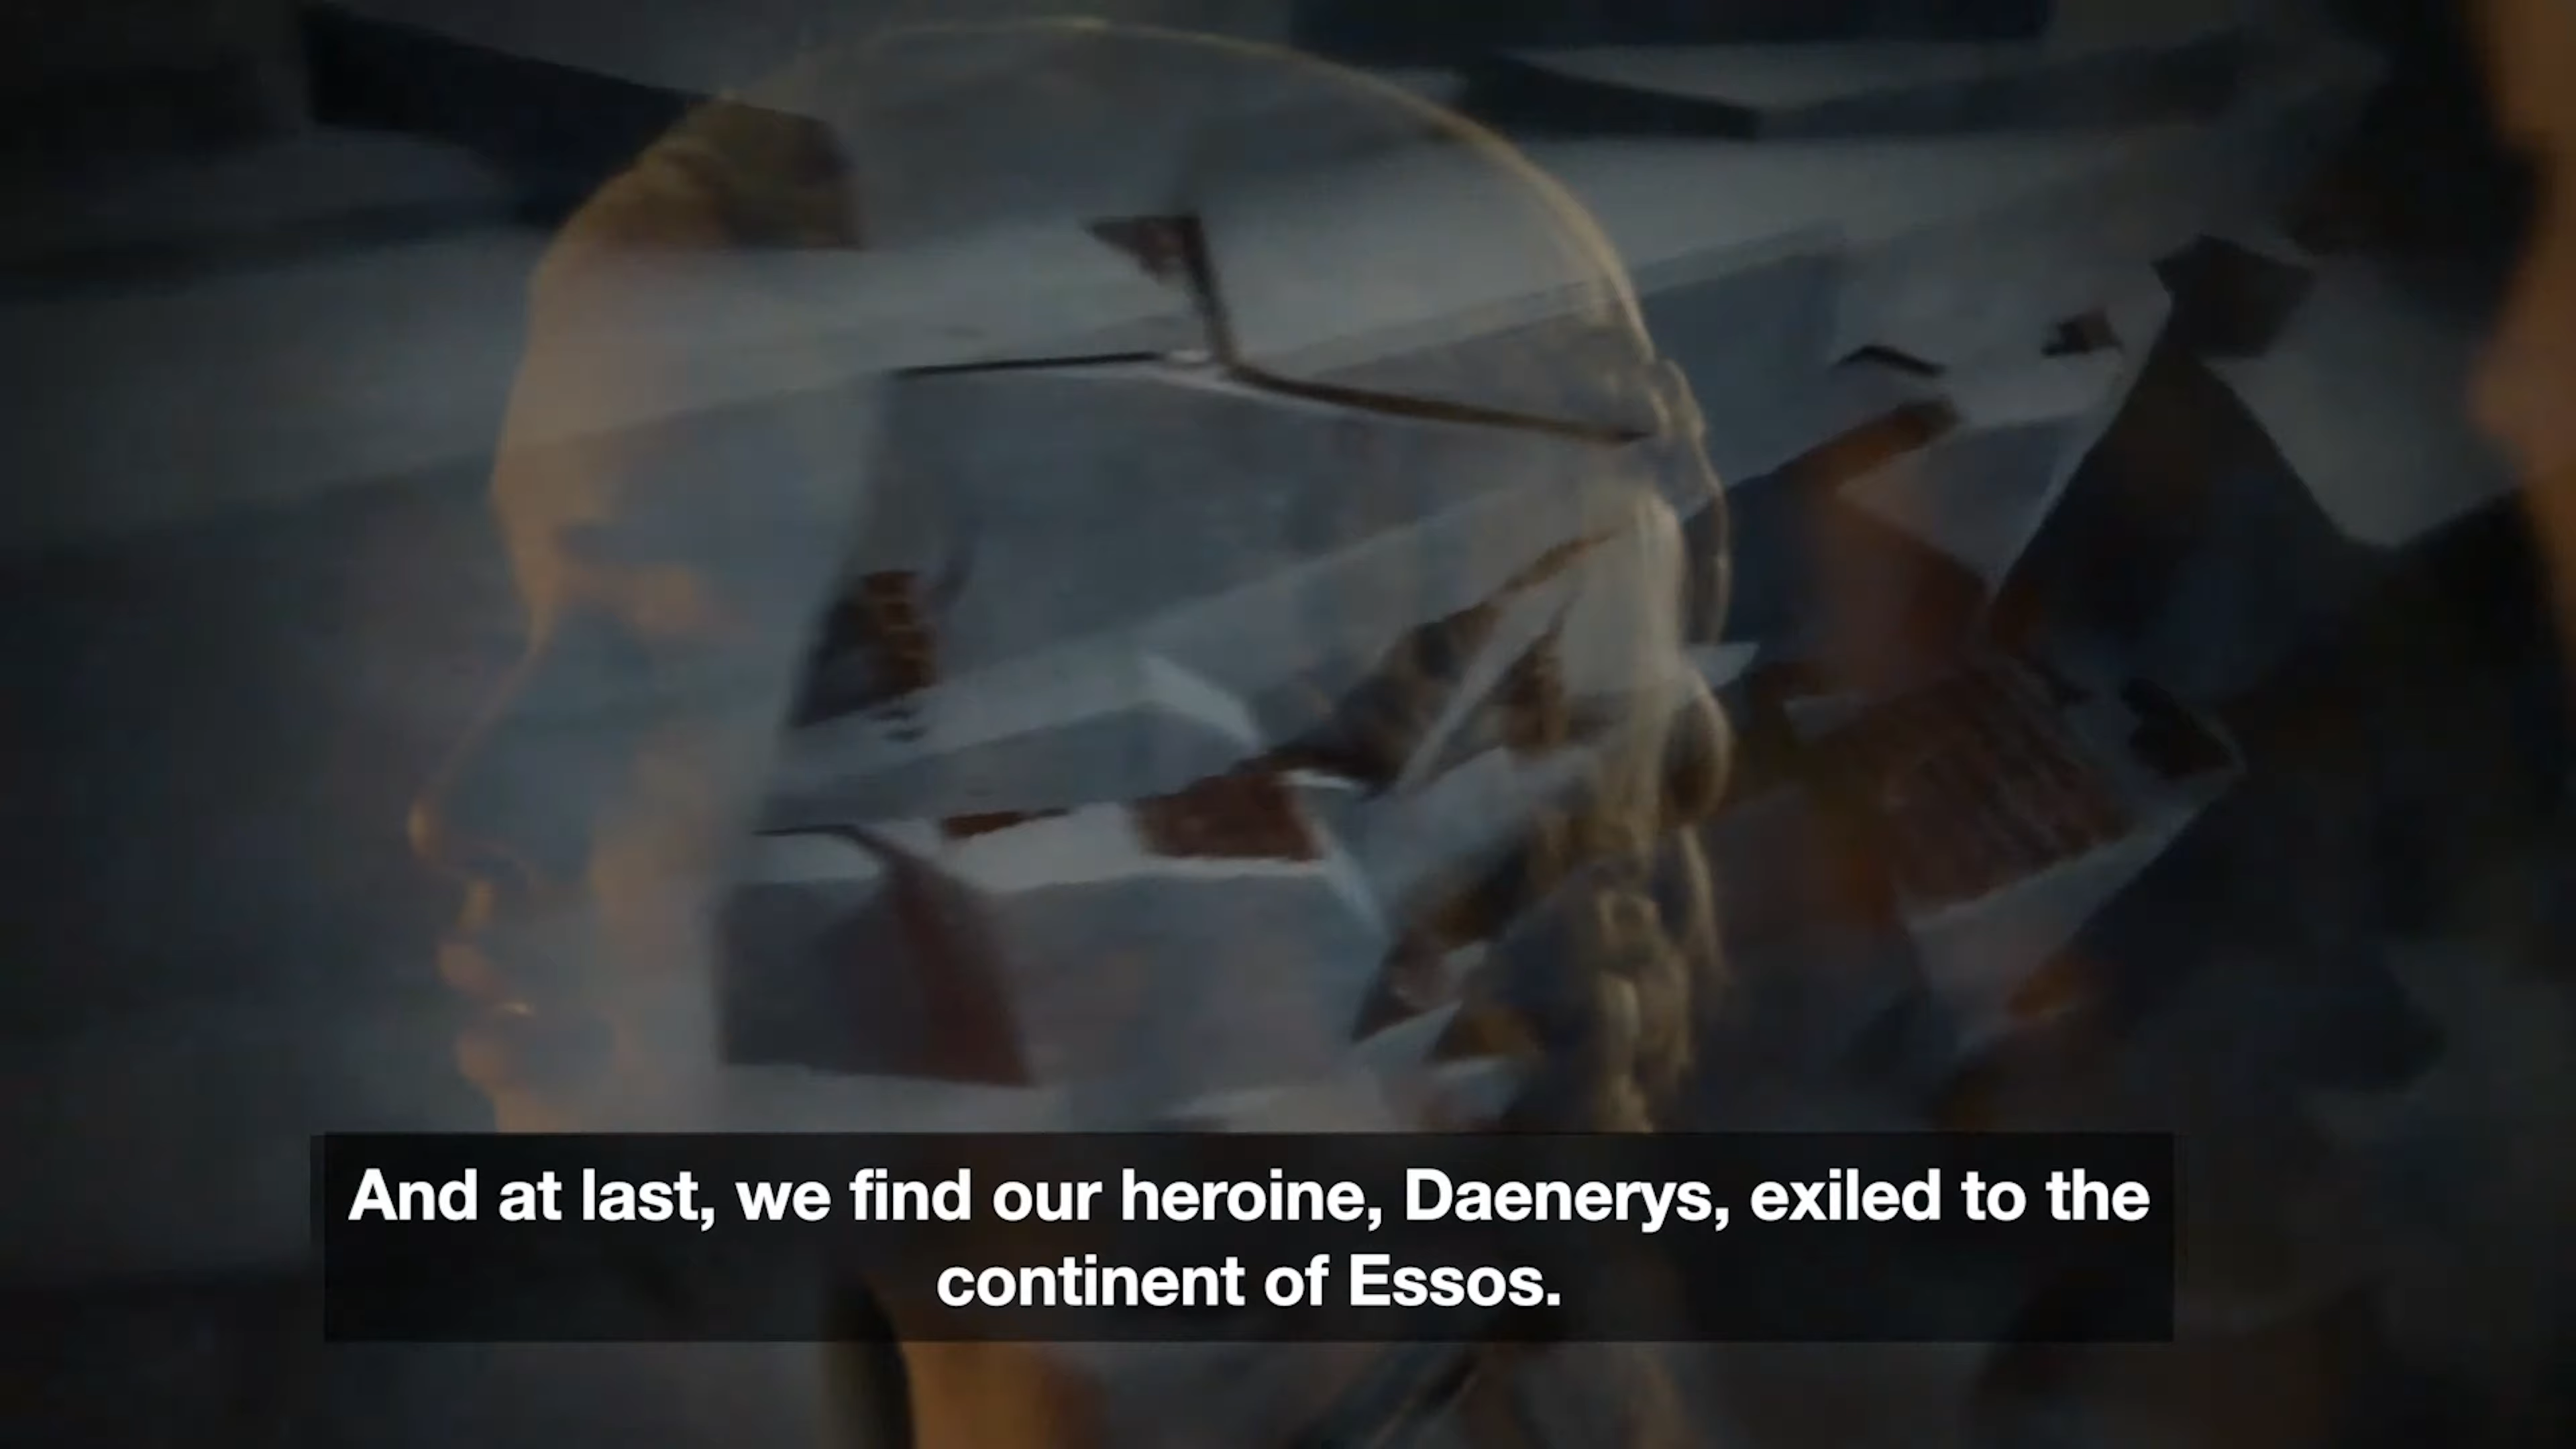 And at last, we find our heroine, Daenerys, exiled to the
continent of Essos.